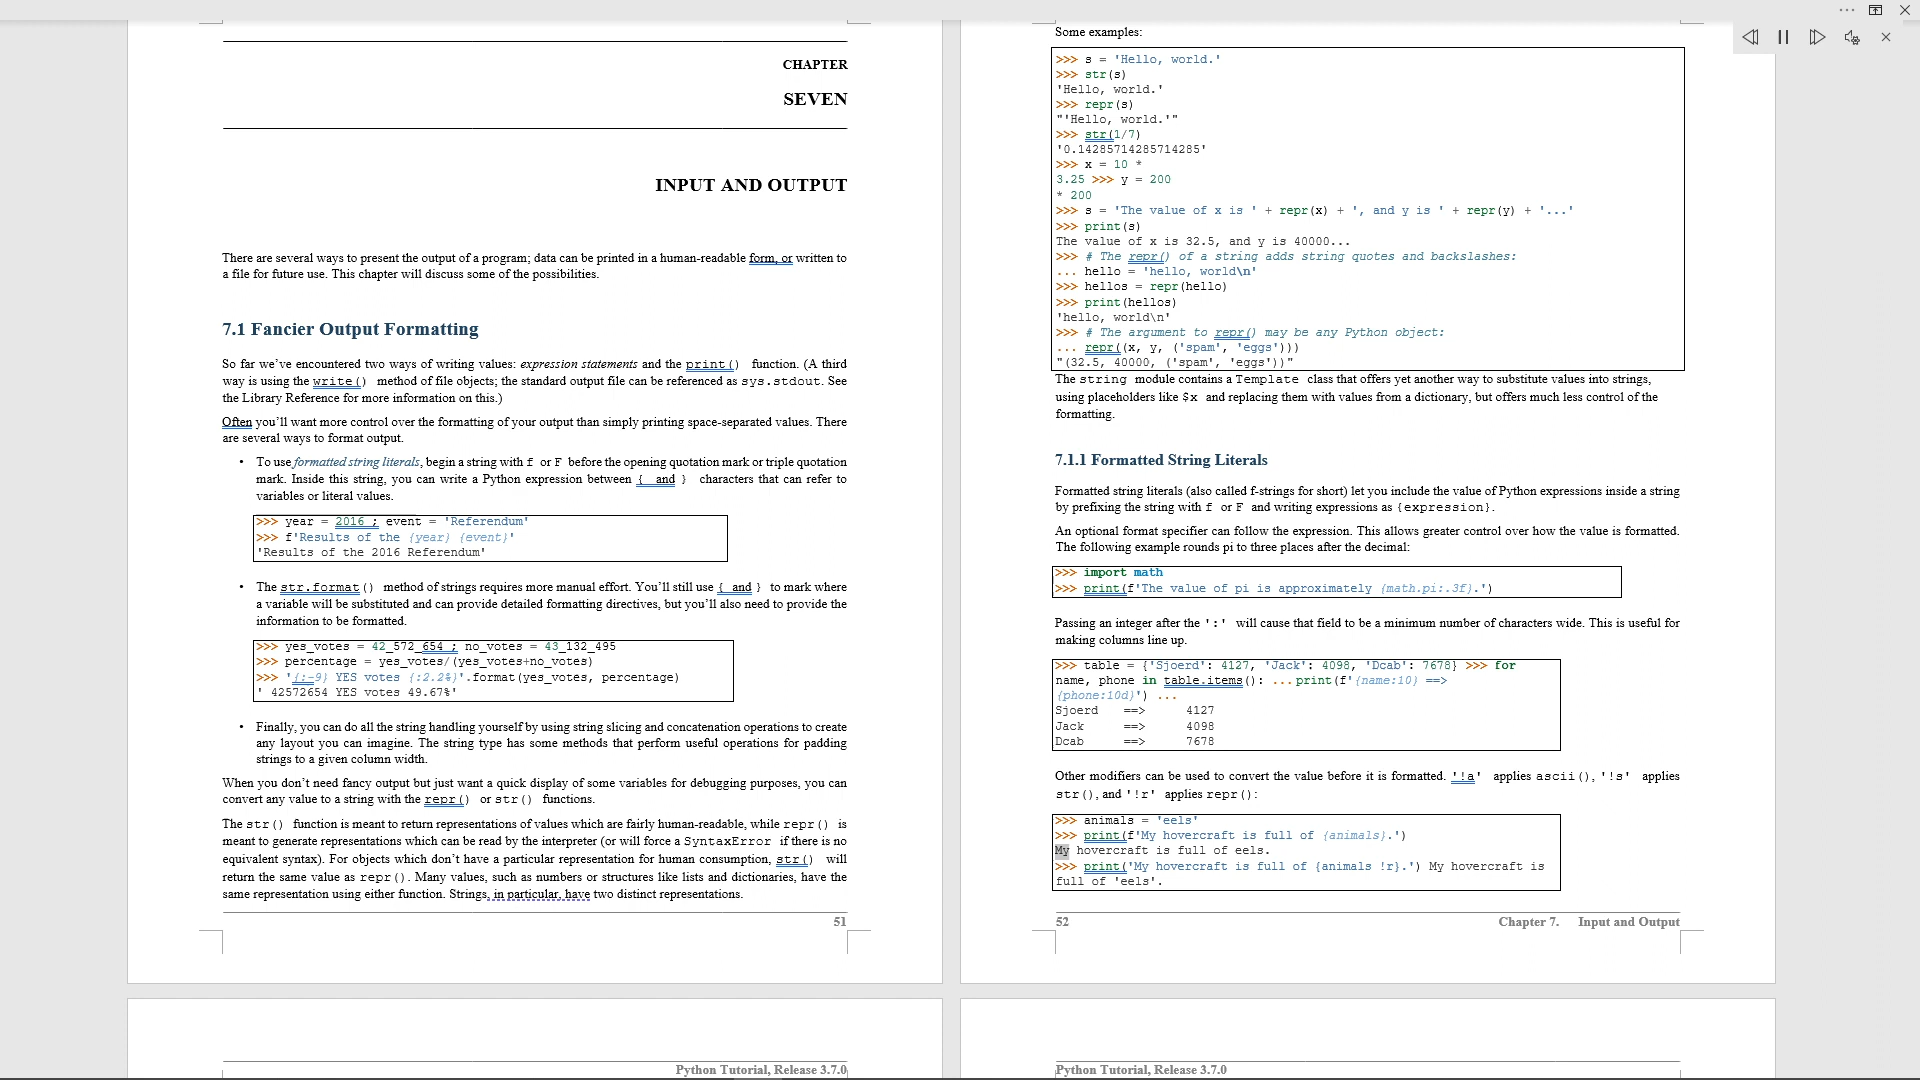 CHAPTER
SEVEN
INPUT AND OUTPUT
There are several ways to present the output of a program; data can be printed in a human-readable form, or written to
a file for future use. This chapter will discuss some of the possibilities.
7.1 Fancier Output Formatting
So far we’ve encountered two ways of writing values: expression statements and the print() function. (A third
way is using the write() method of file objects; the standard output file can be referenced as sys.stdout. See
the Library Reference for more information on this.)
Often you’ll want more control over the formatting of your output than simply printing space-separated values. There
are several ways to format output.
• To use formatted string literals, begin a string with f or F before the opening quotation mark or triple quotation
mark. Inside this string, you can write a Python expression between { and } characters that can refer to
variables or literal values.
>>> year = 2016 ; event = 'Referendum'
>>> f'Results of the {year} {event}'
'Results of the 2016 Referendum'
• The str.format() method of strings requires more manual effort. You’ll still use { and } to mark where
a variable will be substituted and can provide detailed formatting directives, but you’ll also need to provide the
information to be formatted.
>>> yes_votes = 42_572_654 ; no_votes = 43_132_495
>>> percentage = yes_votes/(yes_votes+no_votes)
>>> '{:-9} YES votes {:2.2%}'.format(yes_votes, percentage)
' 42572654 YES votes 49.67%'
• Finally, you can do all the string handling yourself by using string slicing and concatenation operations to create
any layout you can imagine. The string type has some methods that perform useful operations for padding
strings to a given column width.
When you don’t need fancy output but just want a quick display of some variables for debugging purposes, you can
convert any value to a string with the repr() or str() functions.
The str() function is meant to return representations of values which are fairly human-readable, while repr() is
meant to generate representations which can be read by the interpreter (or will force a SyntaxError if there is no
equivalent syntax). For objects which don’t have a particular representation for human consumption, str() will
return the same value as repr(). Many values, such as numbers or structures like lists and dictionaries, have the
same representation using either function. Strings, in particular, have two distinct representations.
51
Some examples:
>>> s = 'Hello, world.'
>>> str(s)
'Hello, world.'
>>> repr(s)
"'Hello, world.'"
>>> str(1/7)
'0.14285714285714285'
>>> x = 10 *
3.25 >>> y = 200
* 200
>>> s = 'The value of x is ' + repr(x) + ', and y is ' + repr(y) + '...'
>>> print(s)
The value of x is 32.5, and y is 40000...
>>> # The repr() of a string adds string quotes and backslashes:
... hello = 'hello, world\n'
>>> hellos = repr(hello)
>>> print(hellos)
'hello, world\n'
>>> # The argument to repr() may be any Python object:
... repr((x, y, ('spam', 'eggs')))
"(32.5, 40000, ('spam', 'eggs'))"
The string module contains a Template class that offers yet another way to substitute values into strings,
using placeholders like $x and replacing them with values from a dictionary, but offers much less control of the
formatting.
7.1.1 Formatted String Literals
Formatted string literals (also called f-strings for short) let you include the value of Python expressions inside a string
by prefixing the string with f or F and writing expressions as {expression}.
An optional format specifier can follow the expression. This allows greater control over how the value is formatted.
The following example rounds pi to three places after the decimal:
>>> import math
>>> print(f'The value of pi is approximately {math.pi:.3f}.')
Passing an integer after the ':' will cause that field to be a minimum number of characters wide. This is useful for
making columns line up.
>>> table = {'Sjoerd': 4127, 'Jack': 4098, 'Dcab': 7678} >>> for
name, phone in table.items(): ... print(f'{name:10} ==>
{phone:10d}') ...
Sjoerd ==> 4127
Jack ==> 4098
Dcab ==> 7678
Other modifiers can be used to convert the value before it is formatted. '!a' applies ascii(), '!s' applies
str(), and '!r' applies repr():
>>> animals = 'eels'
>>> print(f'My hovercraft is full of {animals}.')
My hovercraft is full of eels.
>>> print('My hovercraft is full of {animals !r}.') My hovercraft is
full of 'eels'.
52 Chapter 7. Input and Output
Python Tutorial, Release 3.7.0
Python Tutorial, Release 3.7.0